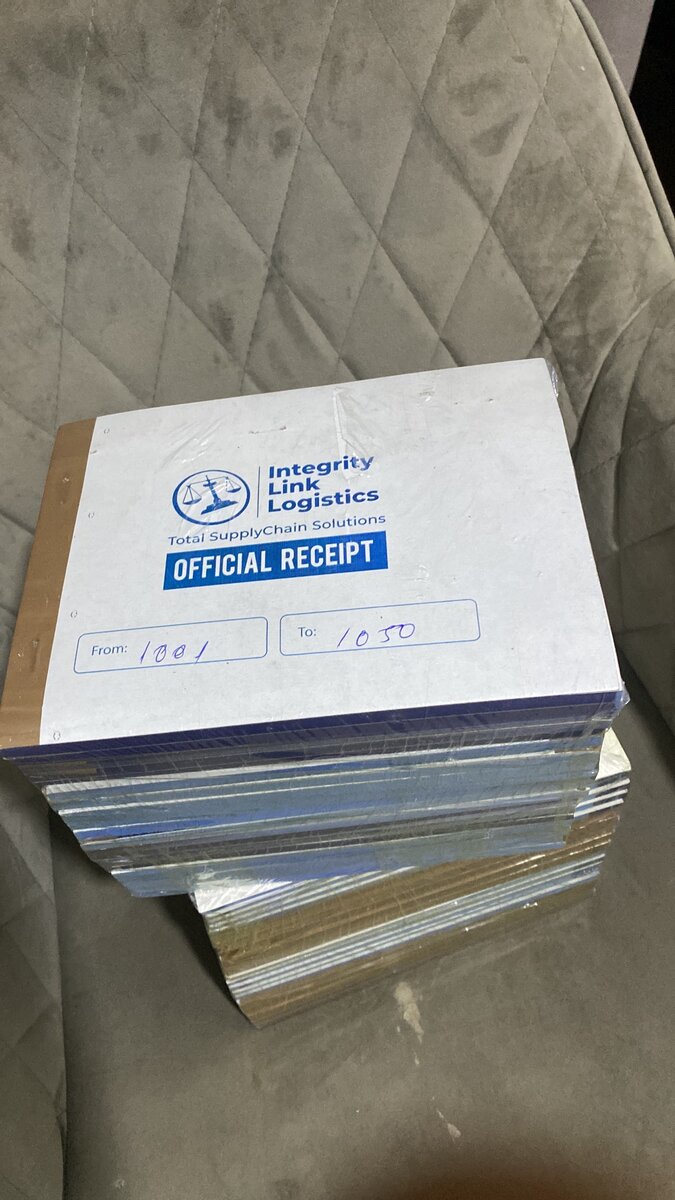 Integrity
Link
Logistics
Total SupplyChain Solutions
OFFICIAL RECEIPT
From: 1001
To: 1050